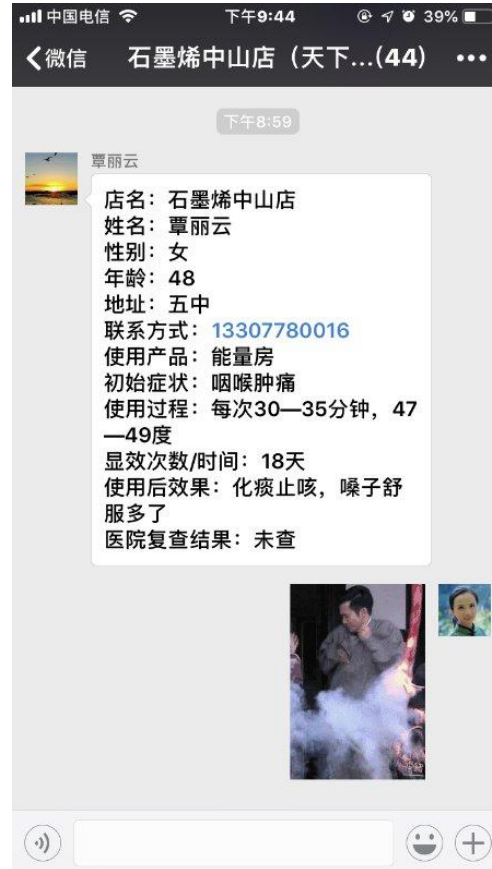 中国电信 下午9:44 39%
微信 石墨烯中山店（天下...(44)
下午8:59
覃丽云
店名：石墨烯中山店
姓名：覃丽云
性别：女
年龄：48
地址：五中
联系方式：13307780016
使用产品：能量房
初始症状：咽喉肿痛
使用过程：每次30—35分钟，47
—49度
显效次数/时间：18天
使用后效果：化痰止咳，嗓子舒
服多了
医院复查结果：未查